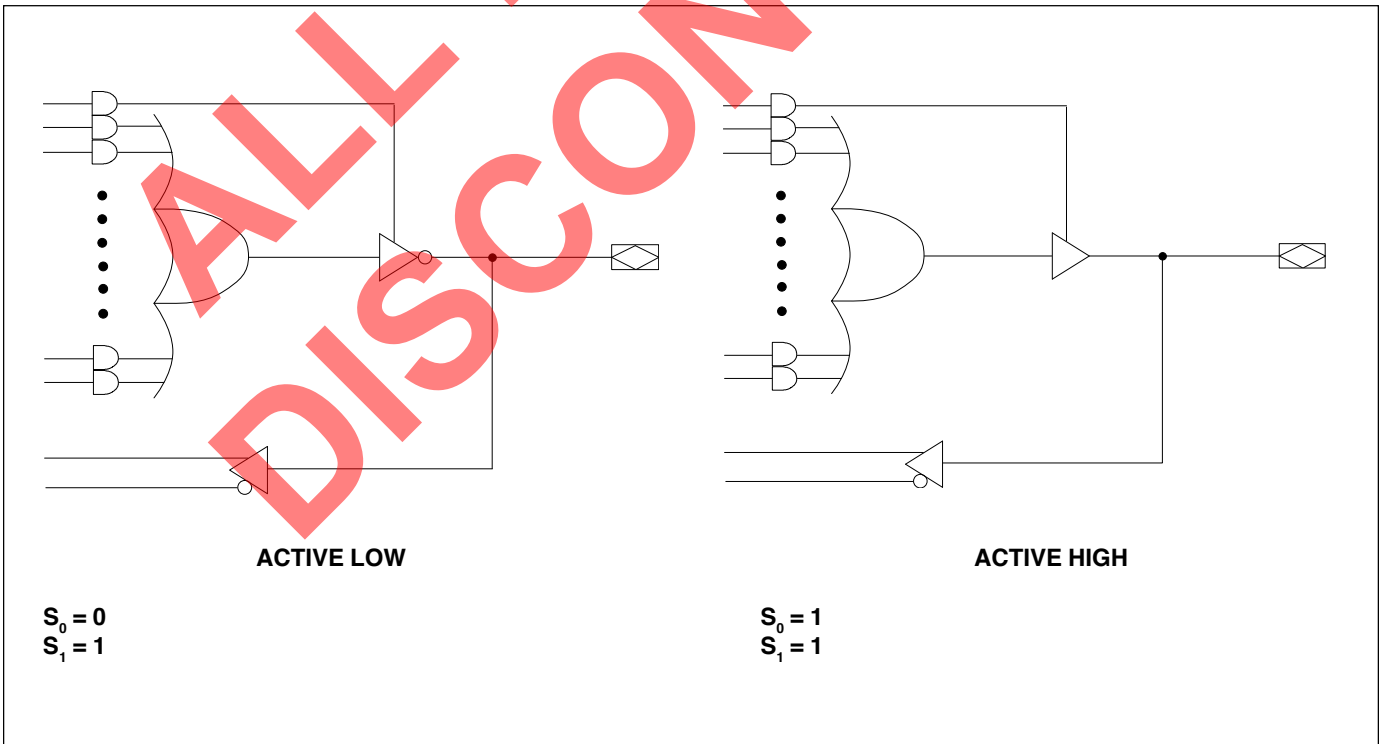 ALL
DISCON
ACTIVE LOW
ACTIVE HIGH
S₀ = 0
S₁ = 1
S₀ = 1
S₁ = 1